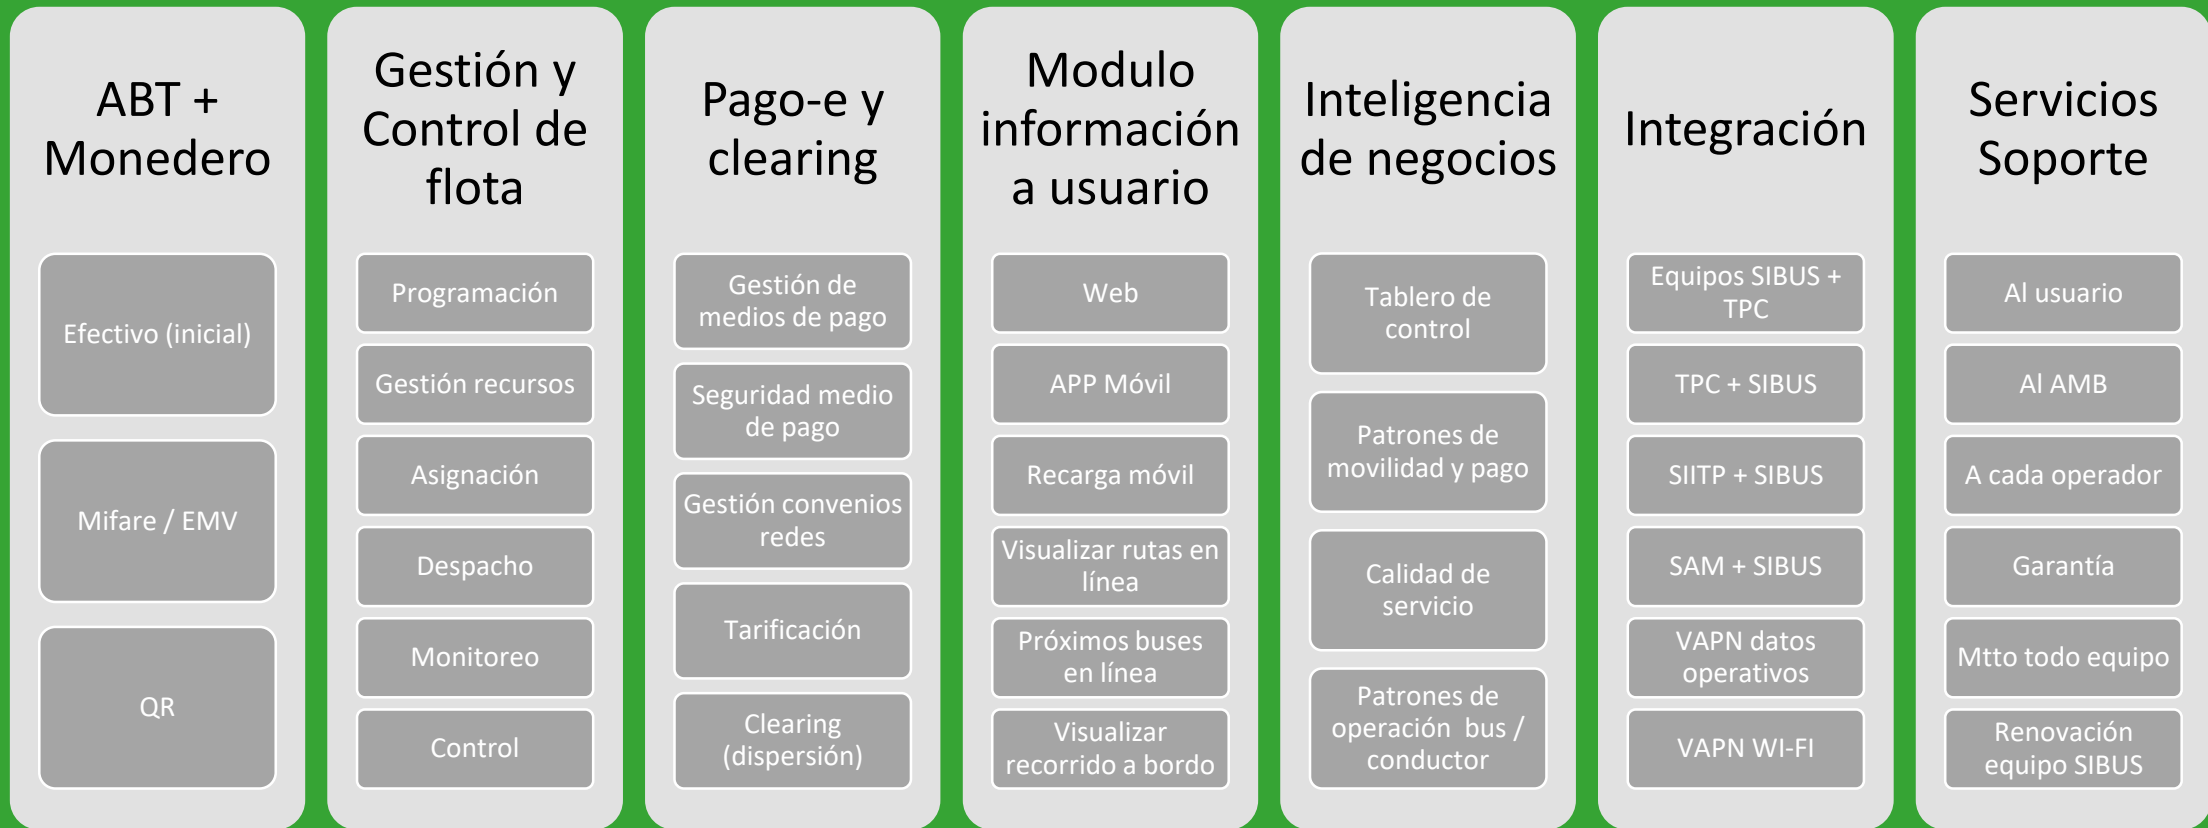 ABT +
Monedero
Efectivo (inicial)
Mifare / EMV
QR
Gestión y
Control de
flota
Programación
Gestión recursos
Asignación
Despacho
Monitoreo
Control
Pago-e y
clearing
Gestión de
medios de pago
Seguridad medio
de pago
Gestión convenios
redes
Tarificación
Clearing
(dispersión)
Modulo
información
a usuario
Web
APP Móvil
Recarga móvil
Visualizar rutas en
línea
Próximos buses
en línea
Visualizar
recorrido a bordo
Inteligencia
de negocios
Tablero de
control
Patrones de
movilidad y pago
Calidad de
servicio
Patrones de
operación bus /
conductor
Integración
Equipos SIBUS +
TPC
TPC + SIBUS
SIITP + SIBUS
SAM + SIBUS
VAPN datos
operativos
VAPN WI-FI
Servicios
Soporte
Al usuario
Al AMB
A cada operador
Garantía
Mtto todo equipo
Renovación
equipo SIBUS